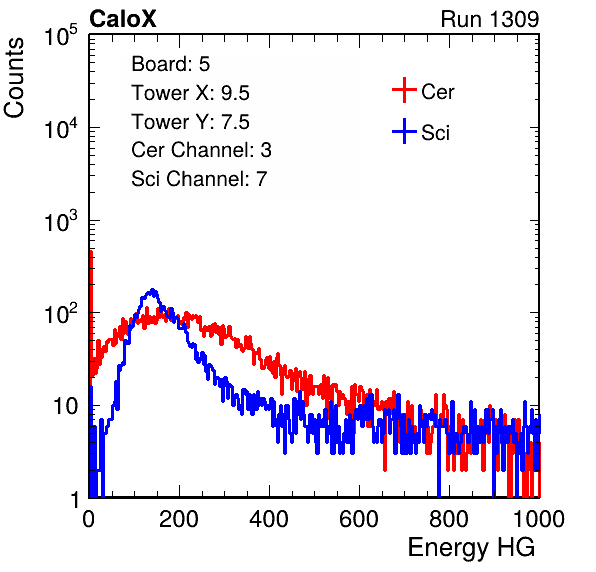 CaloX Run 1309
Counts
Board: 5
Tower X: 9.5
Tower Y: 7.5
Cer Channel: 3
Sci Channel: 7
Cer
Sci
10^5
10^4
10^3
10^2
10
1
0 200 400 600 800 1000
Energy HG